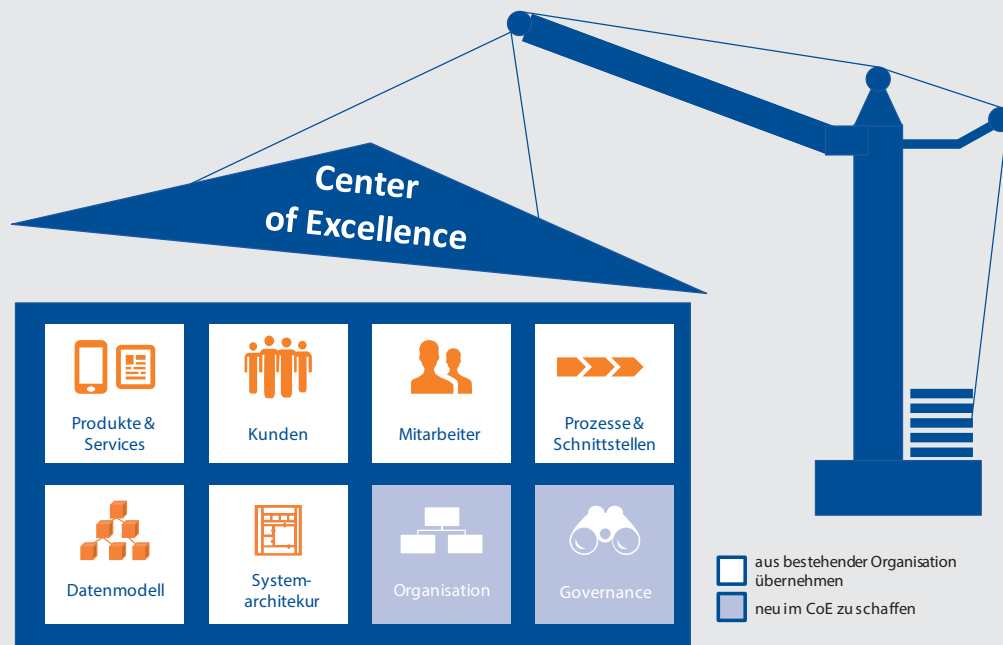 Center
of Excellence
Produkte &
Services
Kunden
Mitarbeiter
Prozesse &
Schnittstellen
Datenmodell
System-
architekur
Organisation
Governance
aus bestehender Organisation
übernehmen
neu im CoE zu schaffen